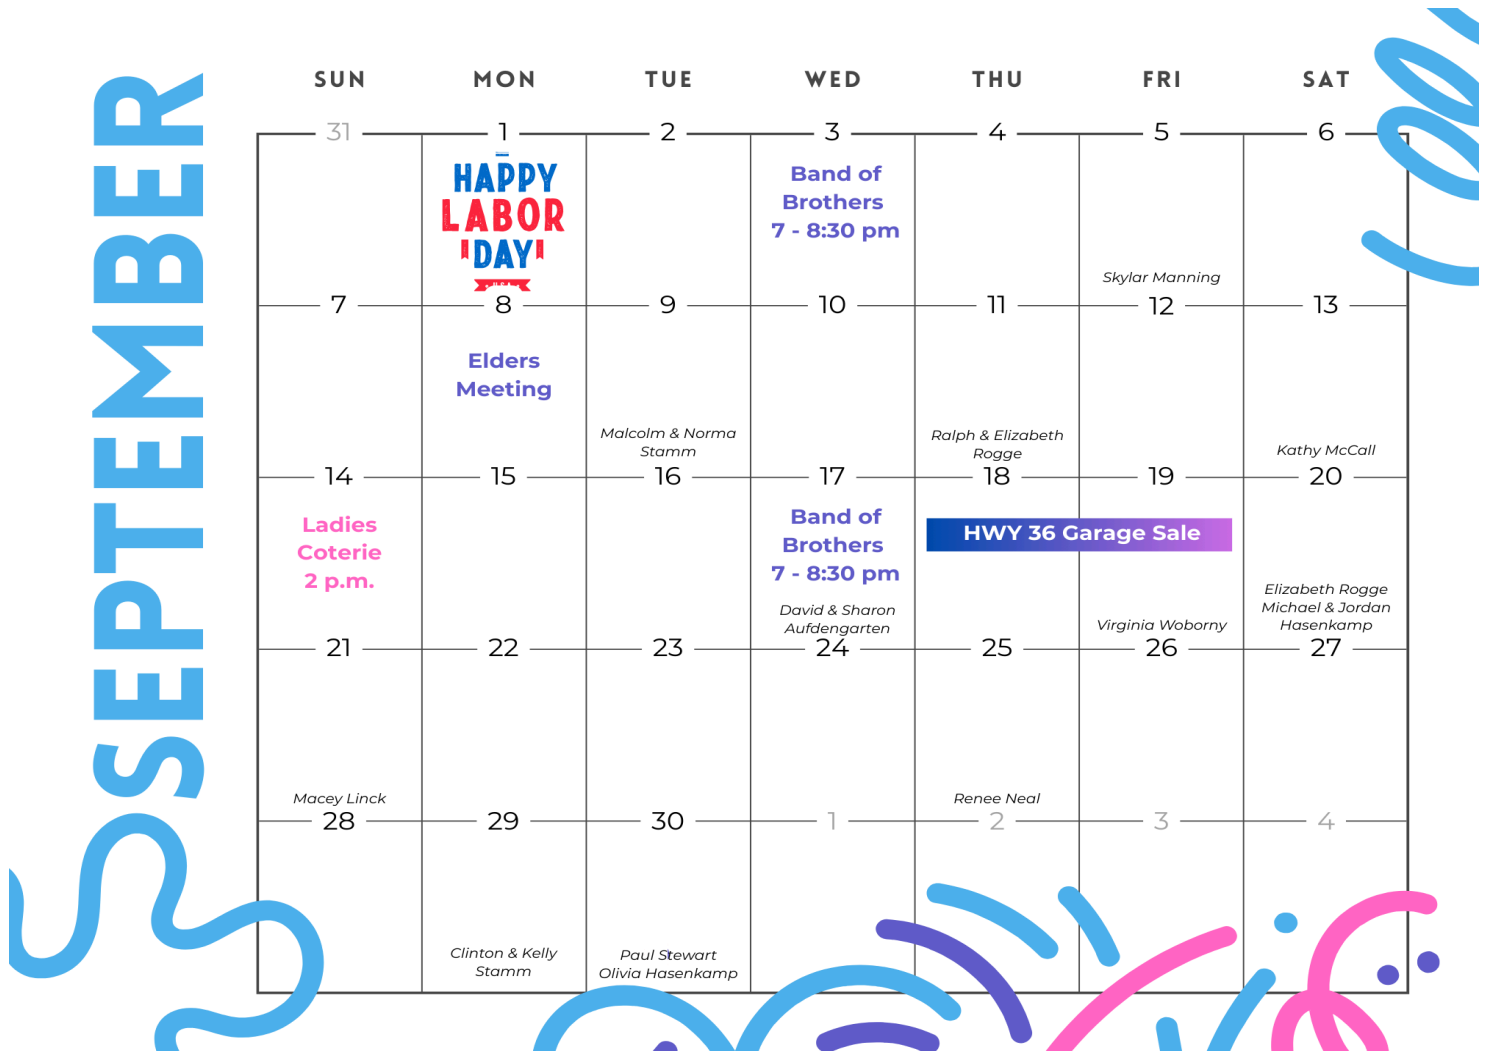 SEPTEMBER
SUN MON TUE WED THU FRI SAT
31 1 2 3 4 5 6
HAPPY
LABOR
DAY
USA
Band of
Brothers
7 - 8:30 pm
Skylar Manning
7 8 9 10 11 12 13
Elders
Meeting
Malcolm & Norma
Stamm
Ralph & Elizabeth
Rogge
Kathy McCall
14 15 16 17 18 19 20
Ladies
Coterie
2 p.m.
Band of
Brothers
7 - 8:30 pm
David & Sharon
Aufdengarten
HWY 36 Garage Sale
Virginia Woborny
Elizabeth Rogge
Michael & Jordan
Hasenkamp
21 22 23 24 25 26 27
Macey Linck
Renee Neal
28 29 30 1 2 3 4
Clinton & Kelly
Stamm
Paul Stewart
Olivia Hasenkamp